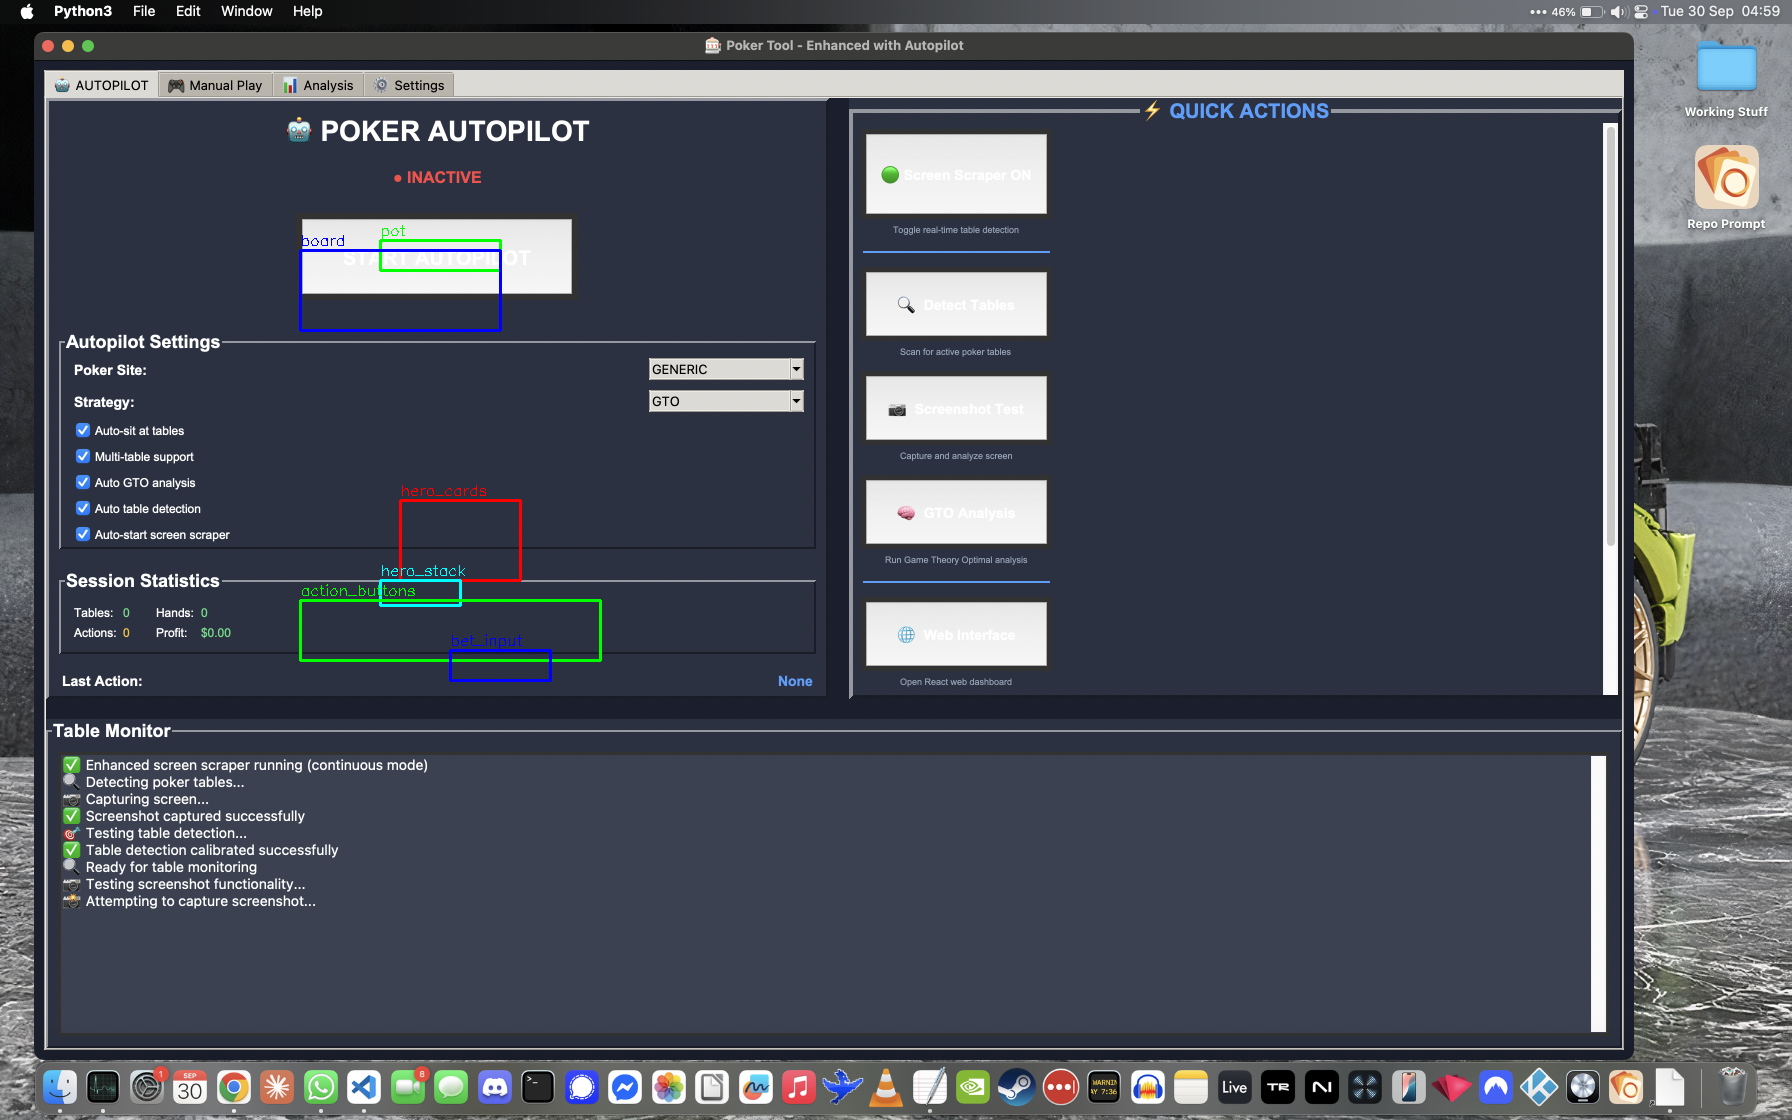 Python3 File Edit Window Help
46% Tue 30 Sep 04:59
Poker Tool - Enhanced with Autopilot
AUTOPILOT Manual Play Analysis Settings
POKER AUTOPILOT
● INACTIVE
START AUTOPILOT
board
pot
Autopilot Settings
Poker Site: GENERIC
Strategy: GTO
Auto-sit at tables
Multi-table support
Auto GTO analysis
Auto table detection
Auto-start screen scraper
hero_cards
hero_stack
action_buttons
bet_input
Session Statistics
Tables: 0 Hands: 0
Actions: 0 Profit: $0.00
Last Action: None
⚡ QUICK ACTIONS
Screen Scraper ON
Toggle real-time table detection
Detect Tables
Scan for active poker tables
Screenshot Test
Capture and analyze screen
GTO Analysis
Run Game Theory Optimal analysis
Web Interface
Open React web dashboard
Table Monitor
✅ Enhanced screen scraper running (continuous mode)
🔍 Detecting poker tables...
📷 Capturing screen...
✅ Screenshot captured successfully
🎯 Testing table detection...
✅ Table detection calibrated successfully
🔍 Ready for table monitoring
📷 Testing screenshot functionality...
📸 Attempting to capture screenshot...
Working Stuff
Repo Prompt
1
SEP
30
8
WARNIN
AY 7:36
Live
TR